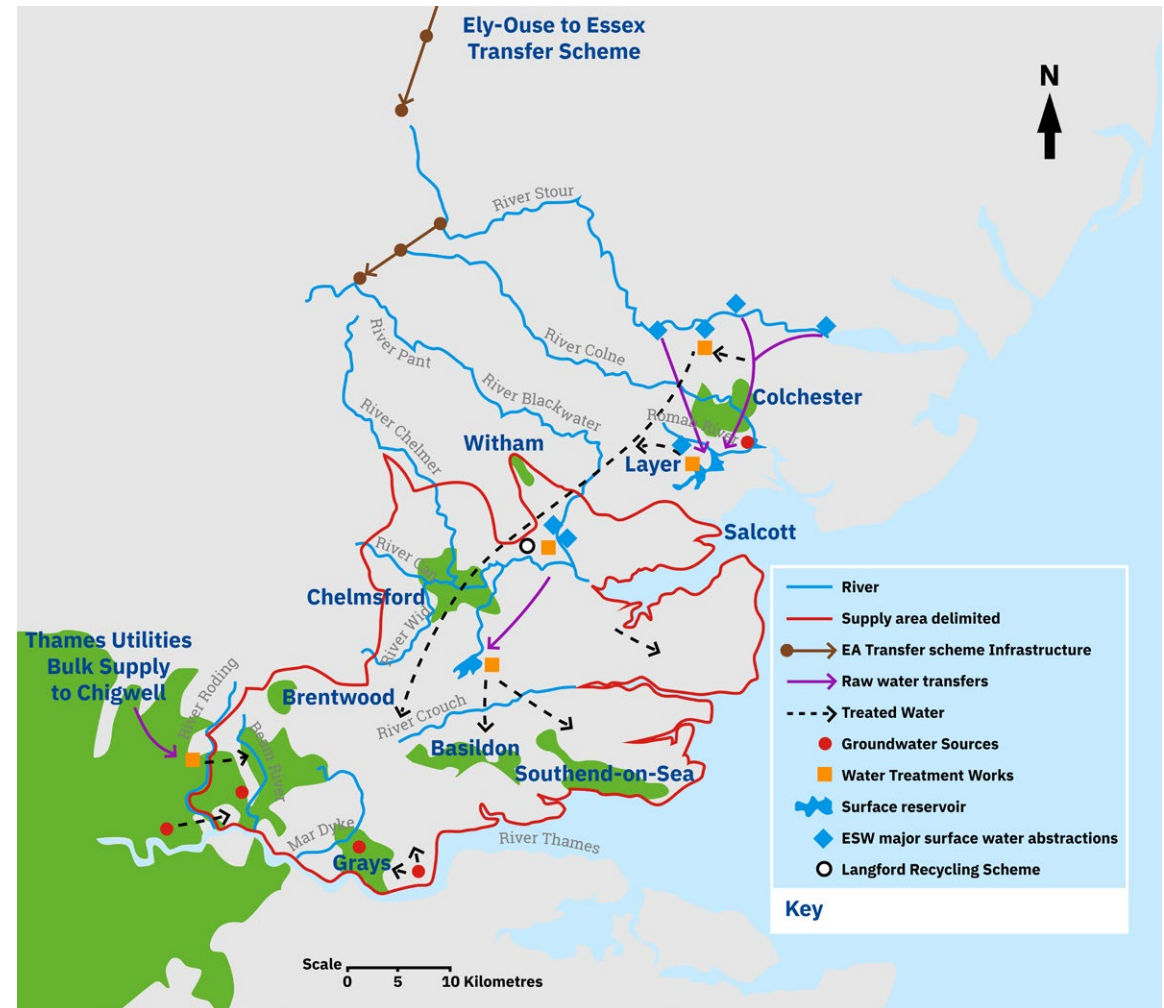 Ely-Ouse to Essex
Transfer Scheme
N
River Stour
River Colne
River Pant
River Blackwater
River Chelmer
Colchester
Roman River
Witham
Layer
Salcott
River Can
Chelmsford
River Wid
Thames Utilities
Bulk Supply
to Chigwell
River Roding
Brentwood
River Crouch
Beam River
Basildon
Southend-on-Sea
Mar Dyke
Grays
River Thames
River
Supply area delimited
EA Transfer scheme Infrastructure
Raw water transfers
Treated Water
Groundwater Sources
Water Treatment Works
Surface reservoir
ESW major surface water abstractions
Langford Recycling Scheme
Key
Scale
0 5 10 Kilometres